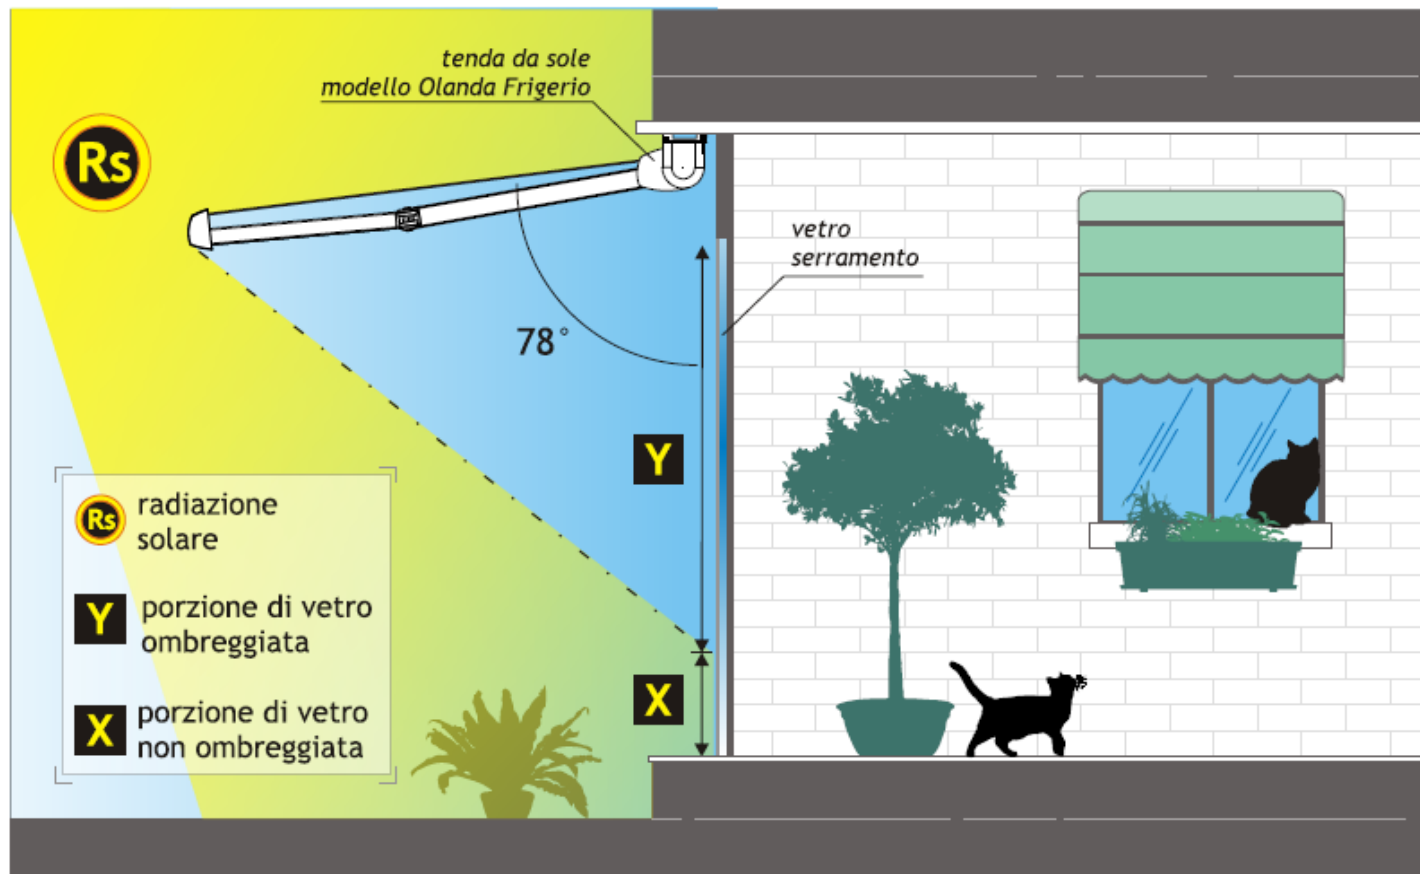 tenda da sole
modello Olanda Frigerio
Rs
vetro
serramento
78°
Y
X
Rs radiazione
solare
Y porzione di vetro
ombreggiata
X porzione di vetro
non ombreggiata